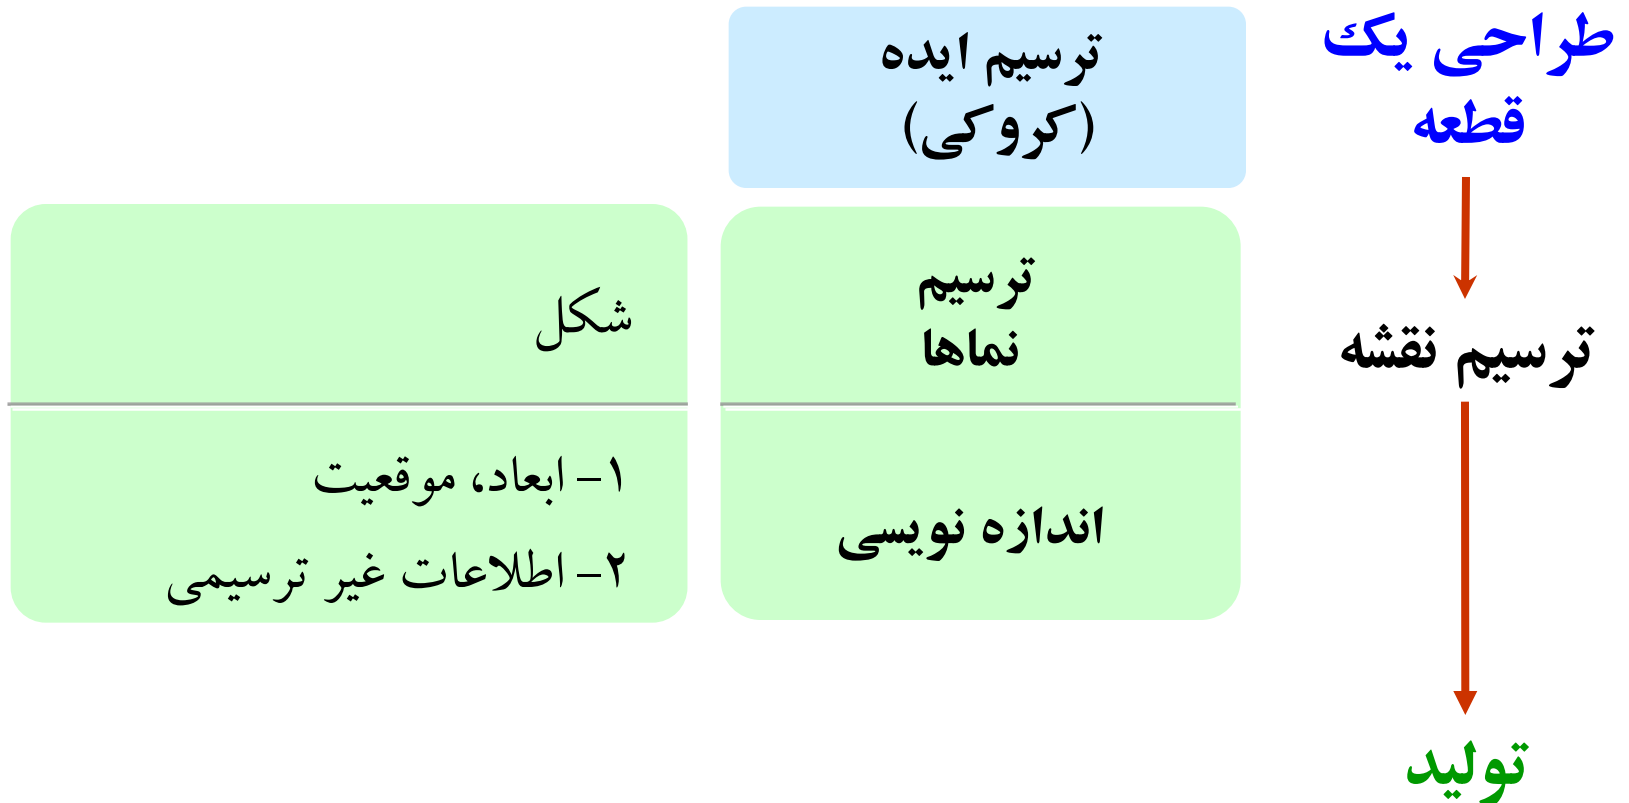 طراحی یک
قطعه
ترسیم ایده
(کروکی)
ترسیم نقشه
ترسیم
نماها
شکل
اندازه نویسی
۱- ابعاد، موقعیت
۲- اطلاعات غیر ترسیمی
تولید